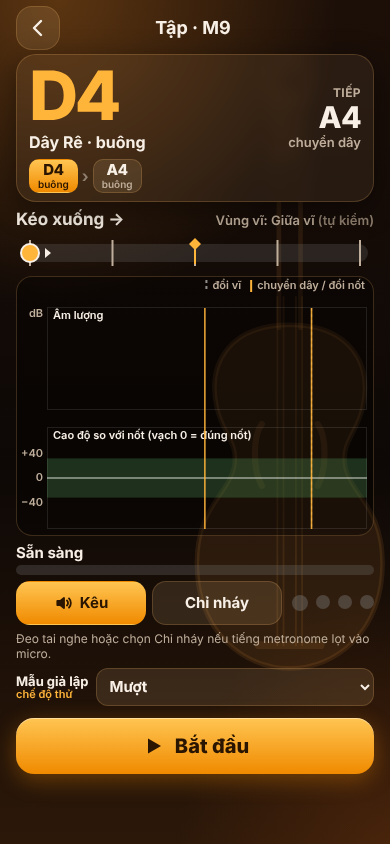 Tập · M9
D4
TIẾP
A4
Dây Rê · buông
chuyển dây
D4
buông
›
A4
buông
Kéo xuống →
Vùng vĩ: Giữa vĩ (tự kiểm)
đổi vĩ
chuyển dây / đổi nốt
dB
Âm lượng
Cao độ so với nốt (vạch 0 = đúng nốt)
+40
0
−40
Sẵn sàng
Kêu
Chỉ nháy
Đeo tai nghe hoặc chọn Chỉ nháy nếu tiếng metronome lọt vào
micro.
Mẫu giả lập
chế độ thử
Mượt
Bắt đầu